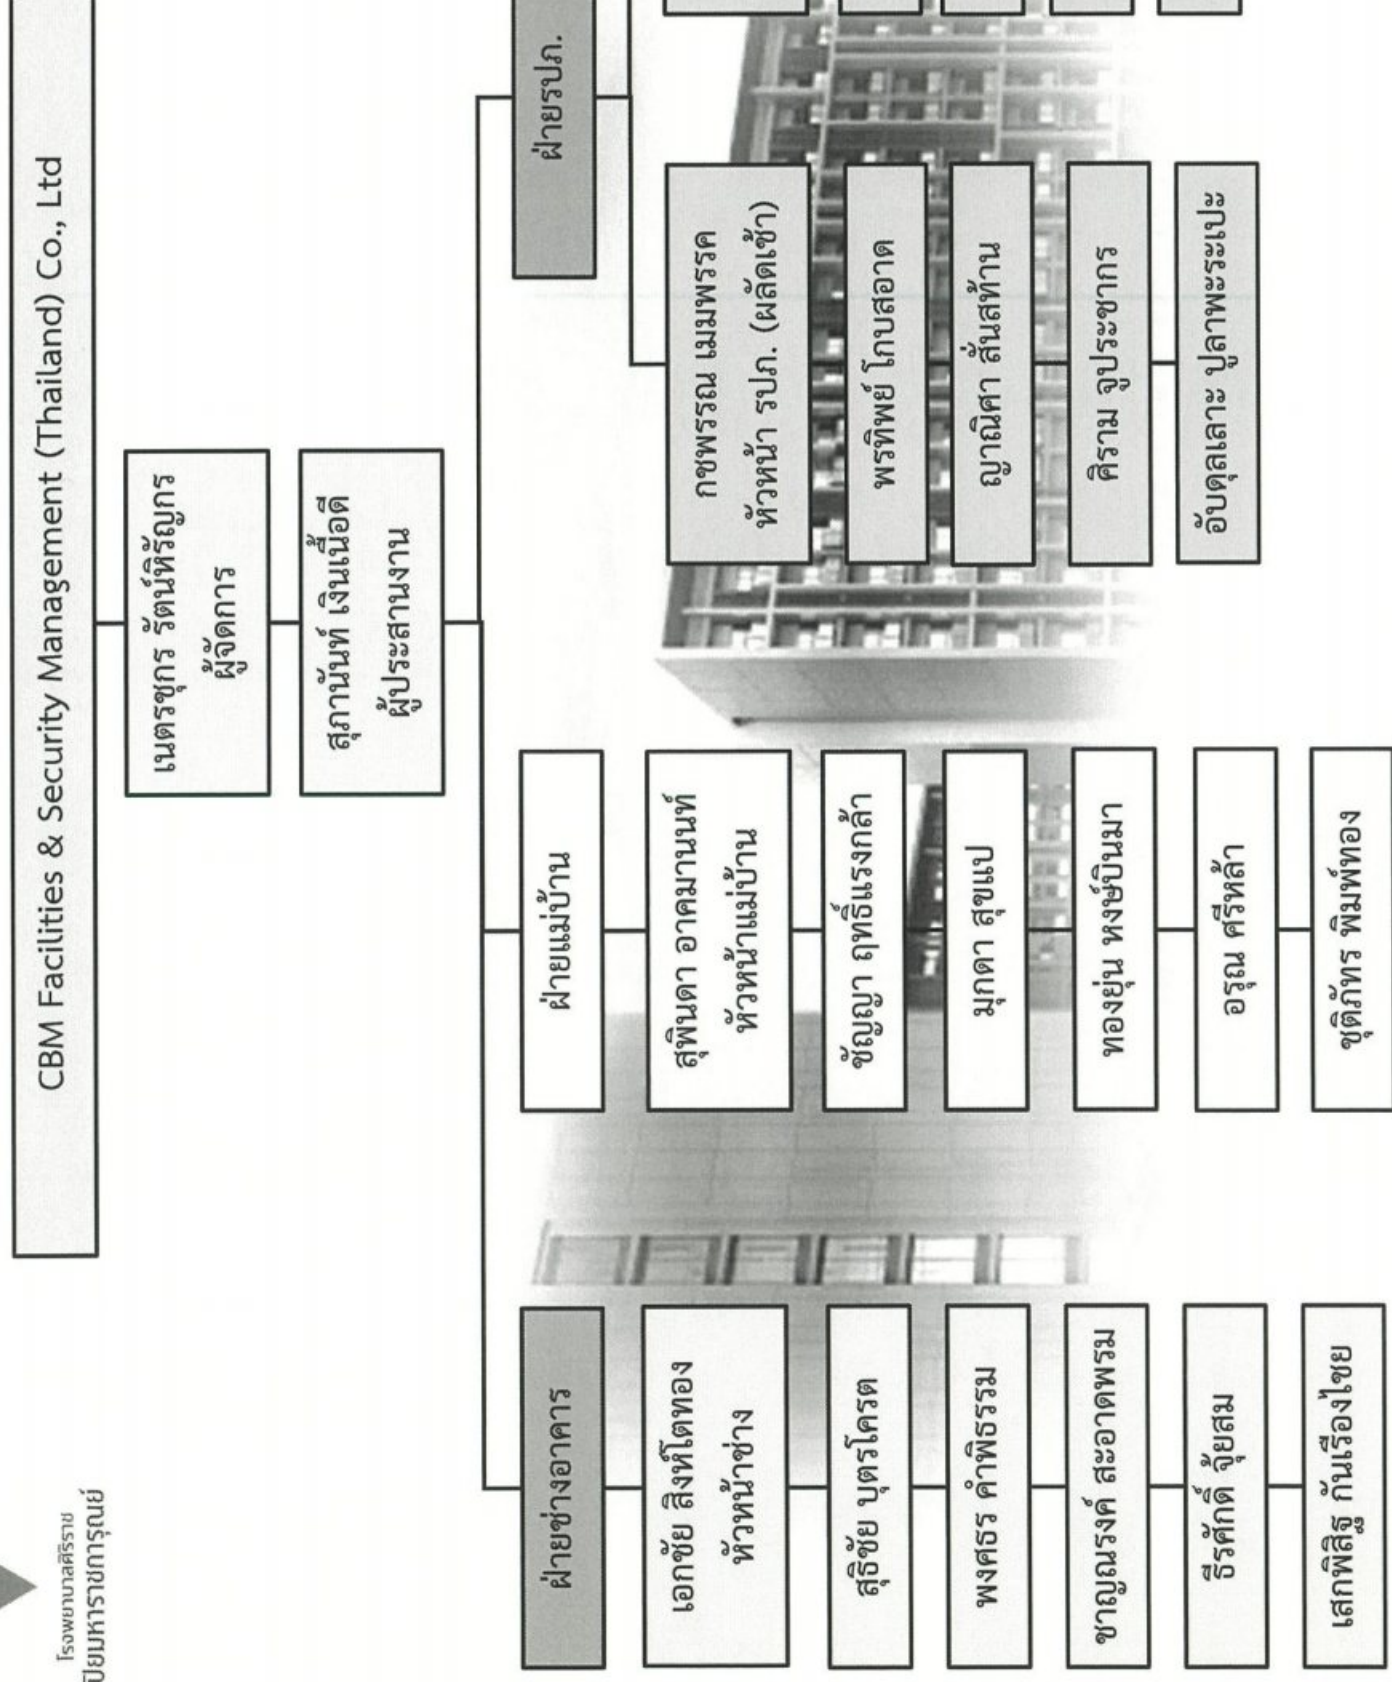 โรงพยาบาลศิริราช
ปิยมหาราชการุณย์
CBM Facilities & Security Management (Thailand) Co., Ltd
เนตรชุกร รัตน์หิรัญกร
ผู้จัดการ
สุภานันท์ เงินเนื้อดี
ผู้ประสานงาน
ฝ่ายช่างอาคาร
เอกชัย สิงห์โตทอง
หัวหน้าช่าง
สุธิชัย บุตรโครต
พงศธร คำพิธรรม
ชาญณรงค์ สะอาดพรม
ธีรศักดิ์ จุ้ยสม
เสกพิสิฐ กันเรืองไชย
ฝ่ายแม่บ้าน
สุพินดา อาคมานนท์
หัวหน้าแม่บ้าน
ชัญญา ฤทธิ์แรงกล้า
มุกดา สุขแป
ทองยุ่น หงษ์บินมา
อรุณ ศรีหล้า
ชุติภัทร พิมพ์ทอง
ฝ่ายรปภ.
กชพรรณ เมมพรรค
หัวหน้า รปภ. (ผลัดเช้า)
พรทิพย์ โกบสอาด
ญาณิศา สั่นสท้าน
ศิราม จูประชากร
อับดุลเลาะ ปูลาพะระเปะ